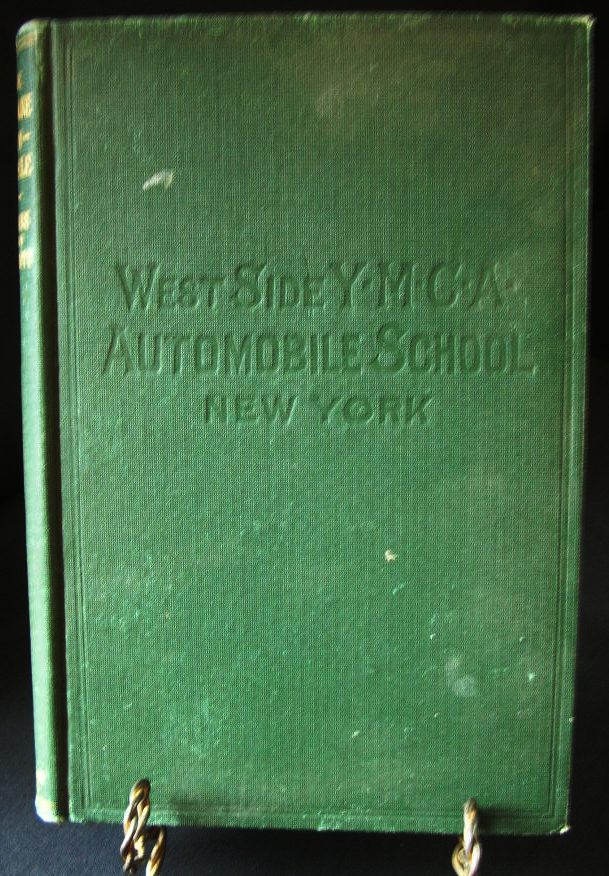 WEST SIDE Y·M·C·A·
AUTOMOBILE SCHOOL
NEW YORK